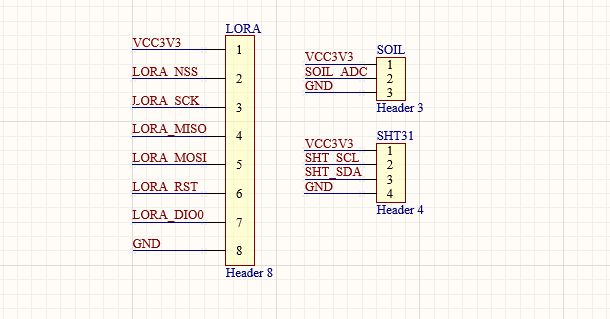 LORA
VCC3V3 1
LORA_NSS 2
LORA_SCK 3
LORA_MISO 4
LORA_MOSI 5
LORA_RST 6
LORA_DIO0 7
GND 8
Header 8
SOIL
VCC3V3 1
SOIL_ADC 2
GND 3
Header 3
SHT31
VCC3V3 1
SHT_SCL 2
SHT_SDA 3
GND 4
Header 4